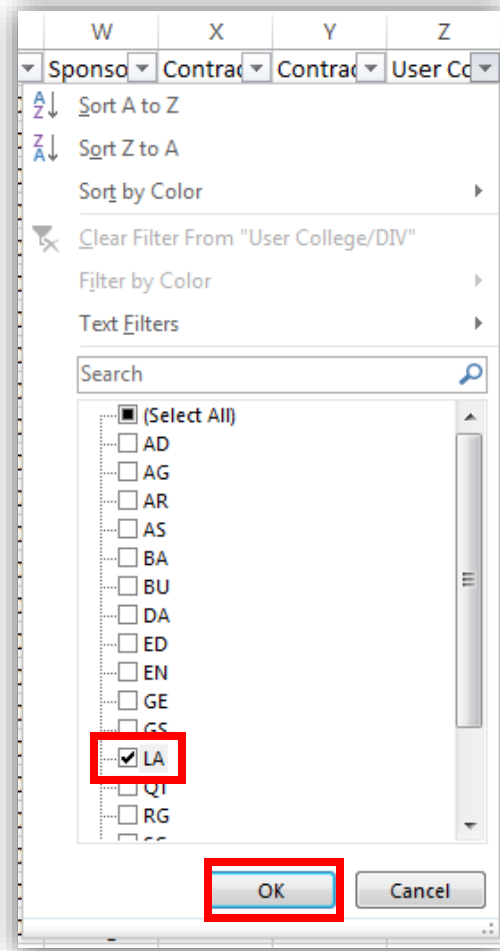 W X Y Z
Sponso Contrac Contrac User Co
Sort A to Z
Sort Z to A
Sort by Color
Clear Filter From "User College/DIV"
Filter by Color
Text Filters
Search
(Select All)
AD
AG
AR
AS
BA
BU
DA
ED
EN
GE
GS
LA
QT
RG
OK Cancel